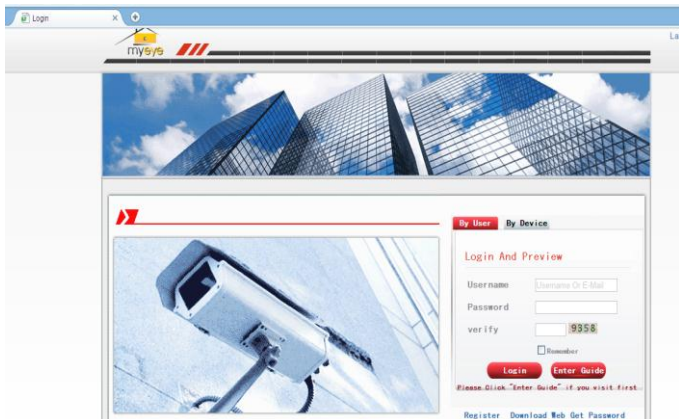 Login
La
myeye
By User By Device
Login And Preview
Username Username Or E-Mail
Password
verify 9358
Remember
Login Enter Guide
Please Click "Enter Guide" if you visit first
Register Download Web Get Password